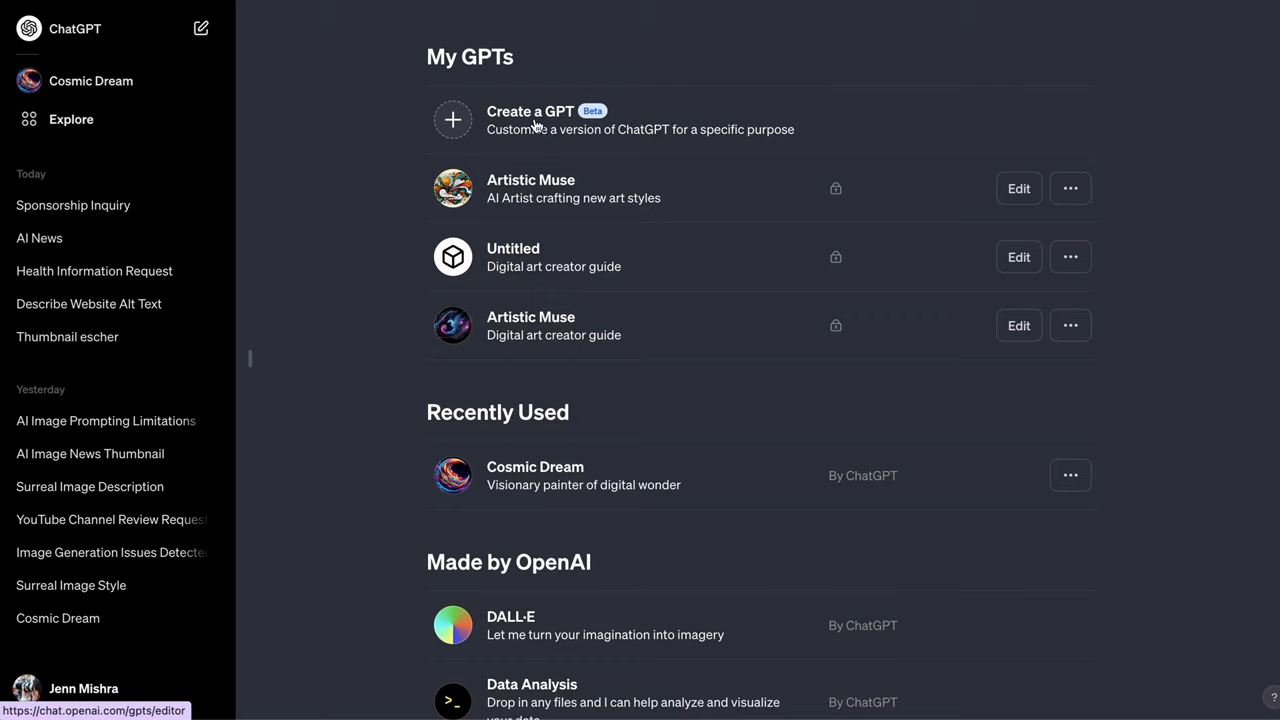 ChatGPT
Cosmic Dream
Explore
Today
Sponsorship Inquiry
AI News
Health Information Request
Describe Website Alt Text
Thumbnail escher
Yesterday
AI Image Prompting Limitations
AI Image News Thumbnail
Surreal Image Description
YouTube Channel Review Reques
Image Generation Issues Detecte
Surreal Image Style
Cosmic Dream
Jenn Mishra
https://chat.openai.com/gpts/editor
My GPTs
Create a GPT Beta
Customize a version of ChatGPT for a specific purpose
Artistic Muse
AI Artist crafting new art styles
Edit
Untitled
Digital art creator guide
Edit
Artistic Muse
Digital art creator guide
Edit
Recently Used
Cosmic Dream
Visionary painter of digital wonder
By ChatGPT
Made by OpenAI
DALL·E
Let me turn your imagination into imagery
By ChatGPT
Data Analysis
Drop in any files and I can help analyze and visualize
your data
By ChatGPT
>_
?